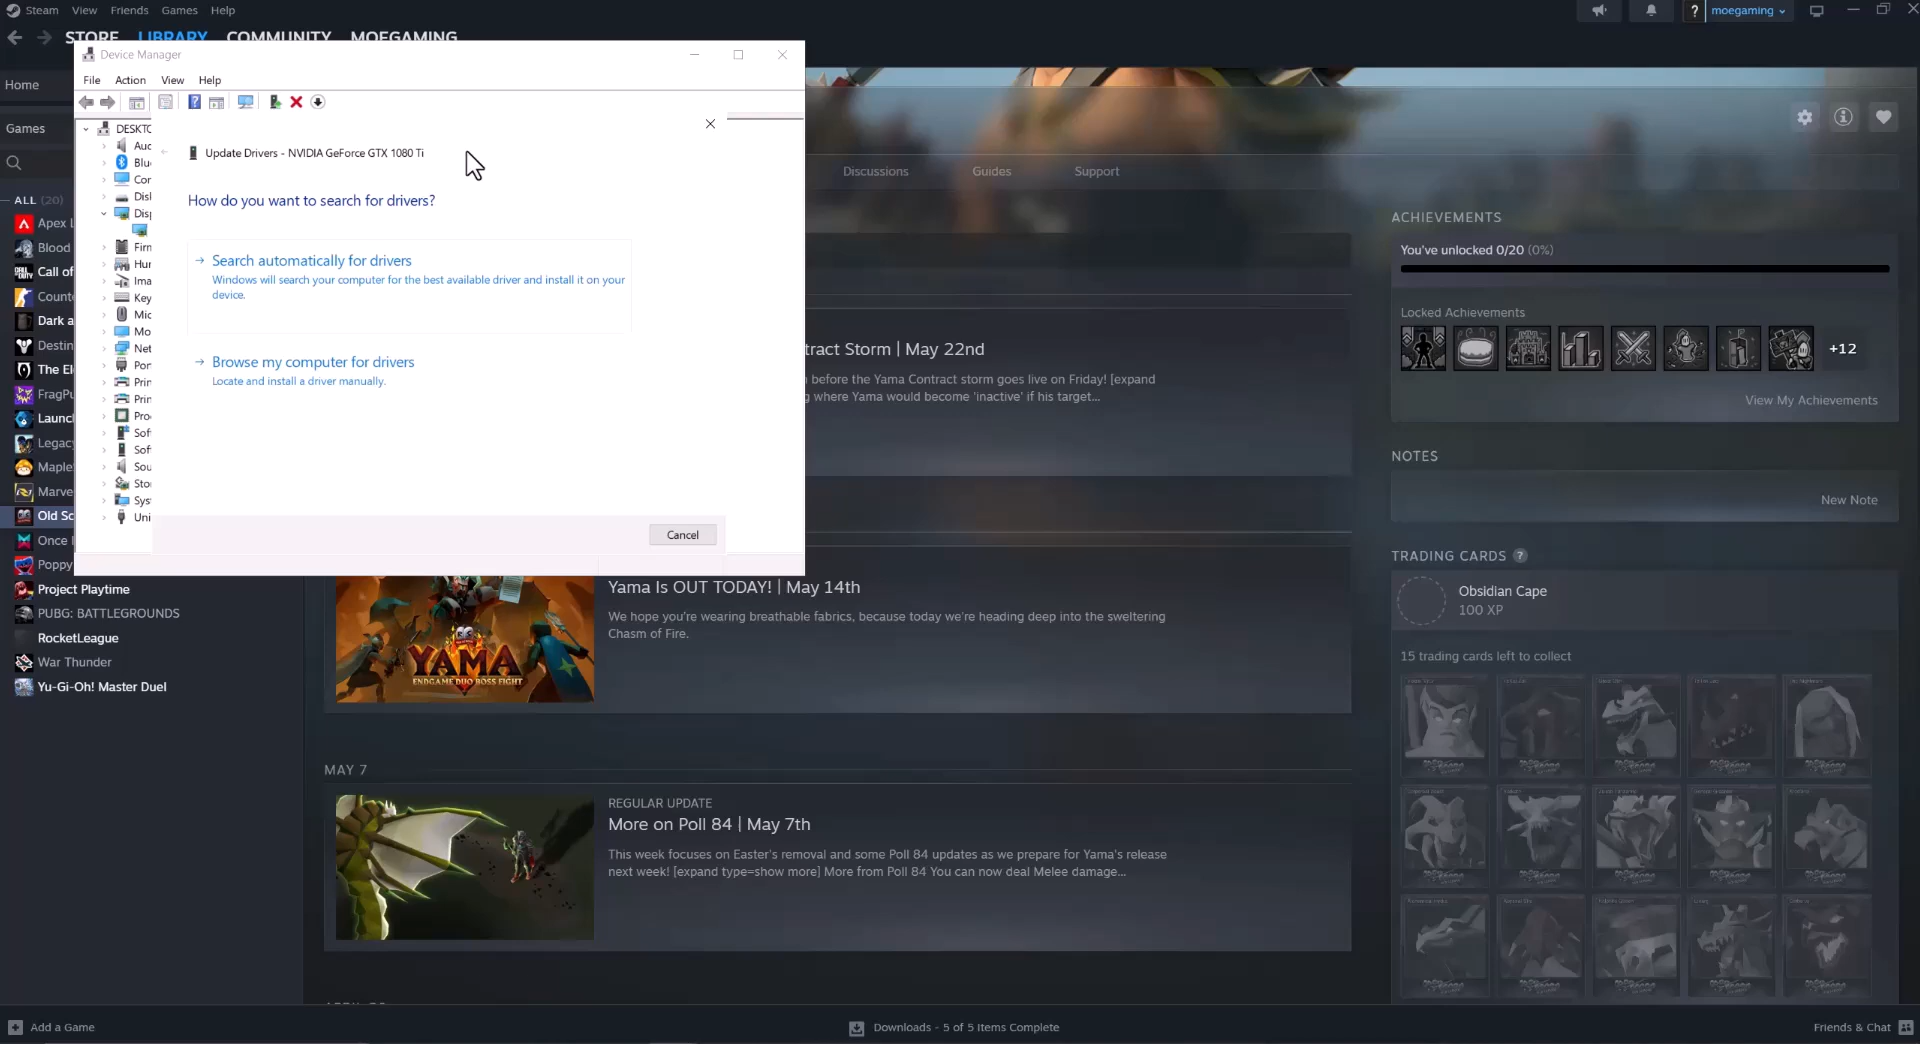 Steam View Friends Games Help
? moegaming
STORE LIBRARY COMMUNITY MOEGAMING
Device Manager
File Action View Help
Home
Games
ALL (20)
Apex L
Blood
Call of
Count
Dark a
Destin
The El
FragPu
Launc
Legac
Maple
Marve
Old Sc
Once
Poppy
Project Playtime
PUBG: BATTLEGROUNDS
RocketLeague
War Thunder
Yu-Gi-Oh! Master Duel
DESKTO
Aud
Blu
Cor
Disk
Disp
Firn
Hur
Ima
Key
Mic
Mo
Net
Por
Prin
Prin
Pro
Sof
Sof
Sou
Stor
Sys
Uni
Update Drivers - NVIDIA GeForce GTX 1080 Ti
How do you want to search for drivers?
Search automatically for drivers
Windows will search your computer for the best available driver and install it on your
device.
Browse my computer for drivers
Locate and install a driver manually.
Cancel
Discussions Guides Support
tract Storm | May 22nd
before the Yama Contract storm goes live on Friday! [expand
g where Yama would become 'inactive' if his target...
YAMA
ENDGAME DUO BOSS FIGHT
Yama Is OUT TODAY! | May 14th
We hope you're wearing breathable fabrics, because today we're heading deep into the sweltering
Chasm of Fire.
MAY 7
REGULAR UPDATE
More on Poll 84 | May 7th
This week focuses on Easter's removal and some Poll 84 updates as we prepare for Yama's release
next week! [expand type=show more] More from Poll 84 You can now deal Melee damage...
ACHIEVEMENTS
You've unlocked 0/20 (0%)
Locked Achievements
+12
View My Achievements
NOTES
New Note
TRADING CARDS ?
Obsidian Cape
100 XP
15 trading cards left to collect
Add a Game
Downloads - 5 of 5 Items Complete
Friends & Chat